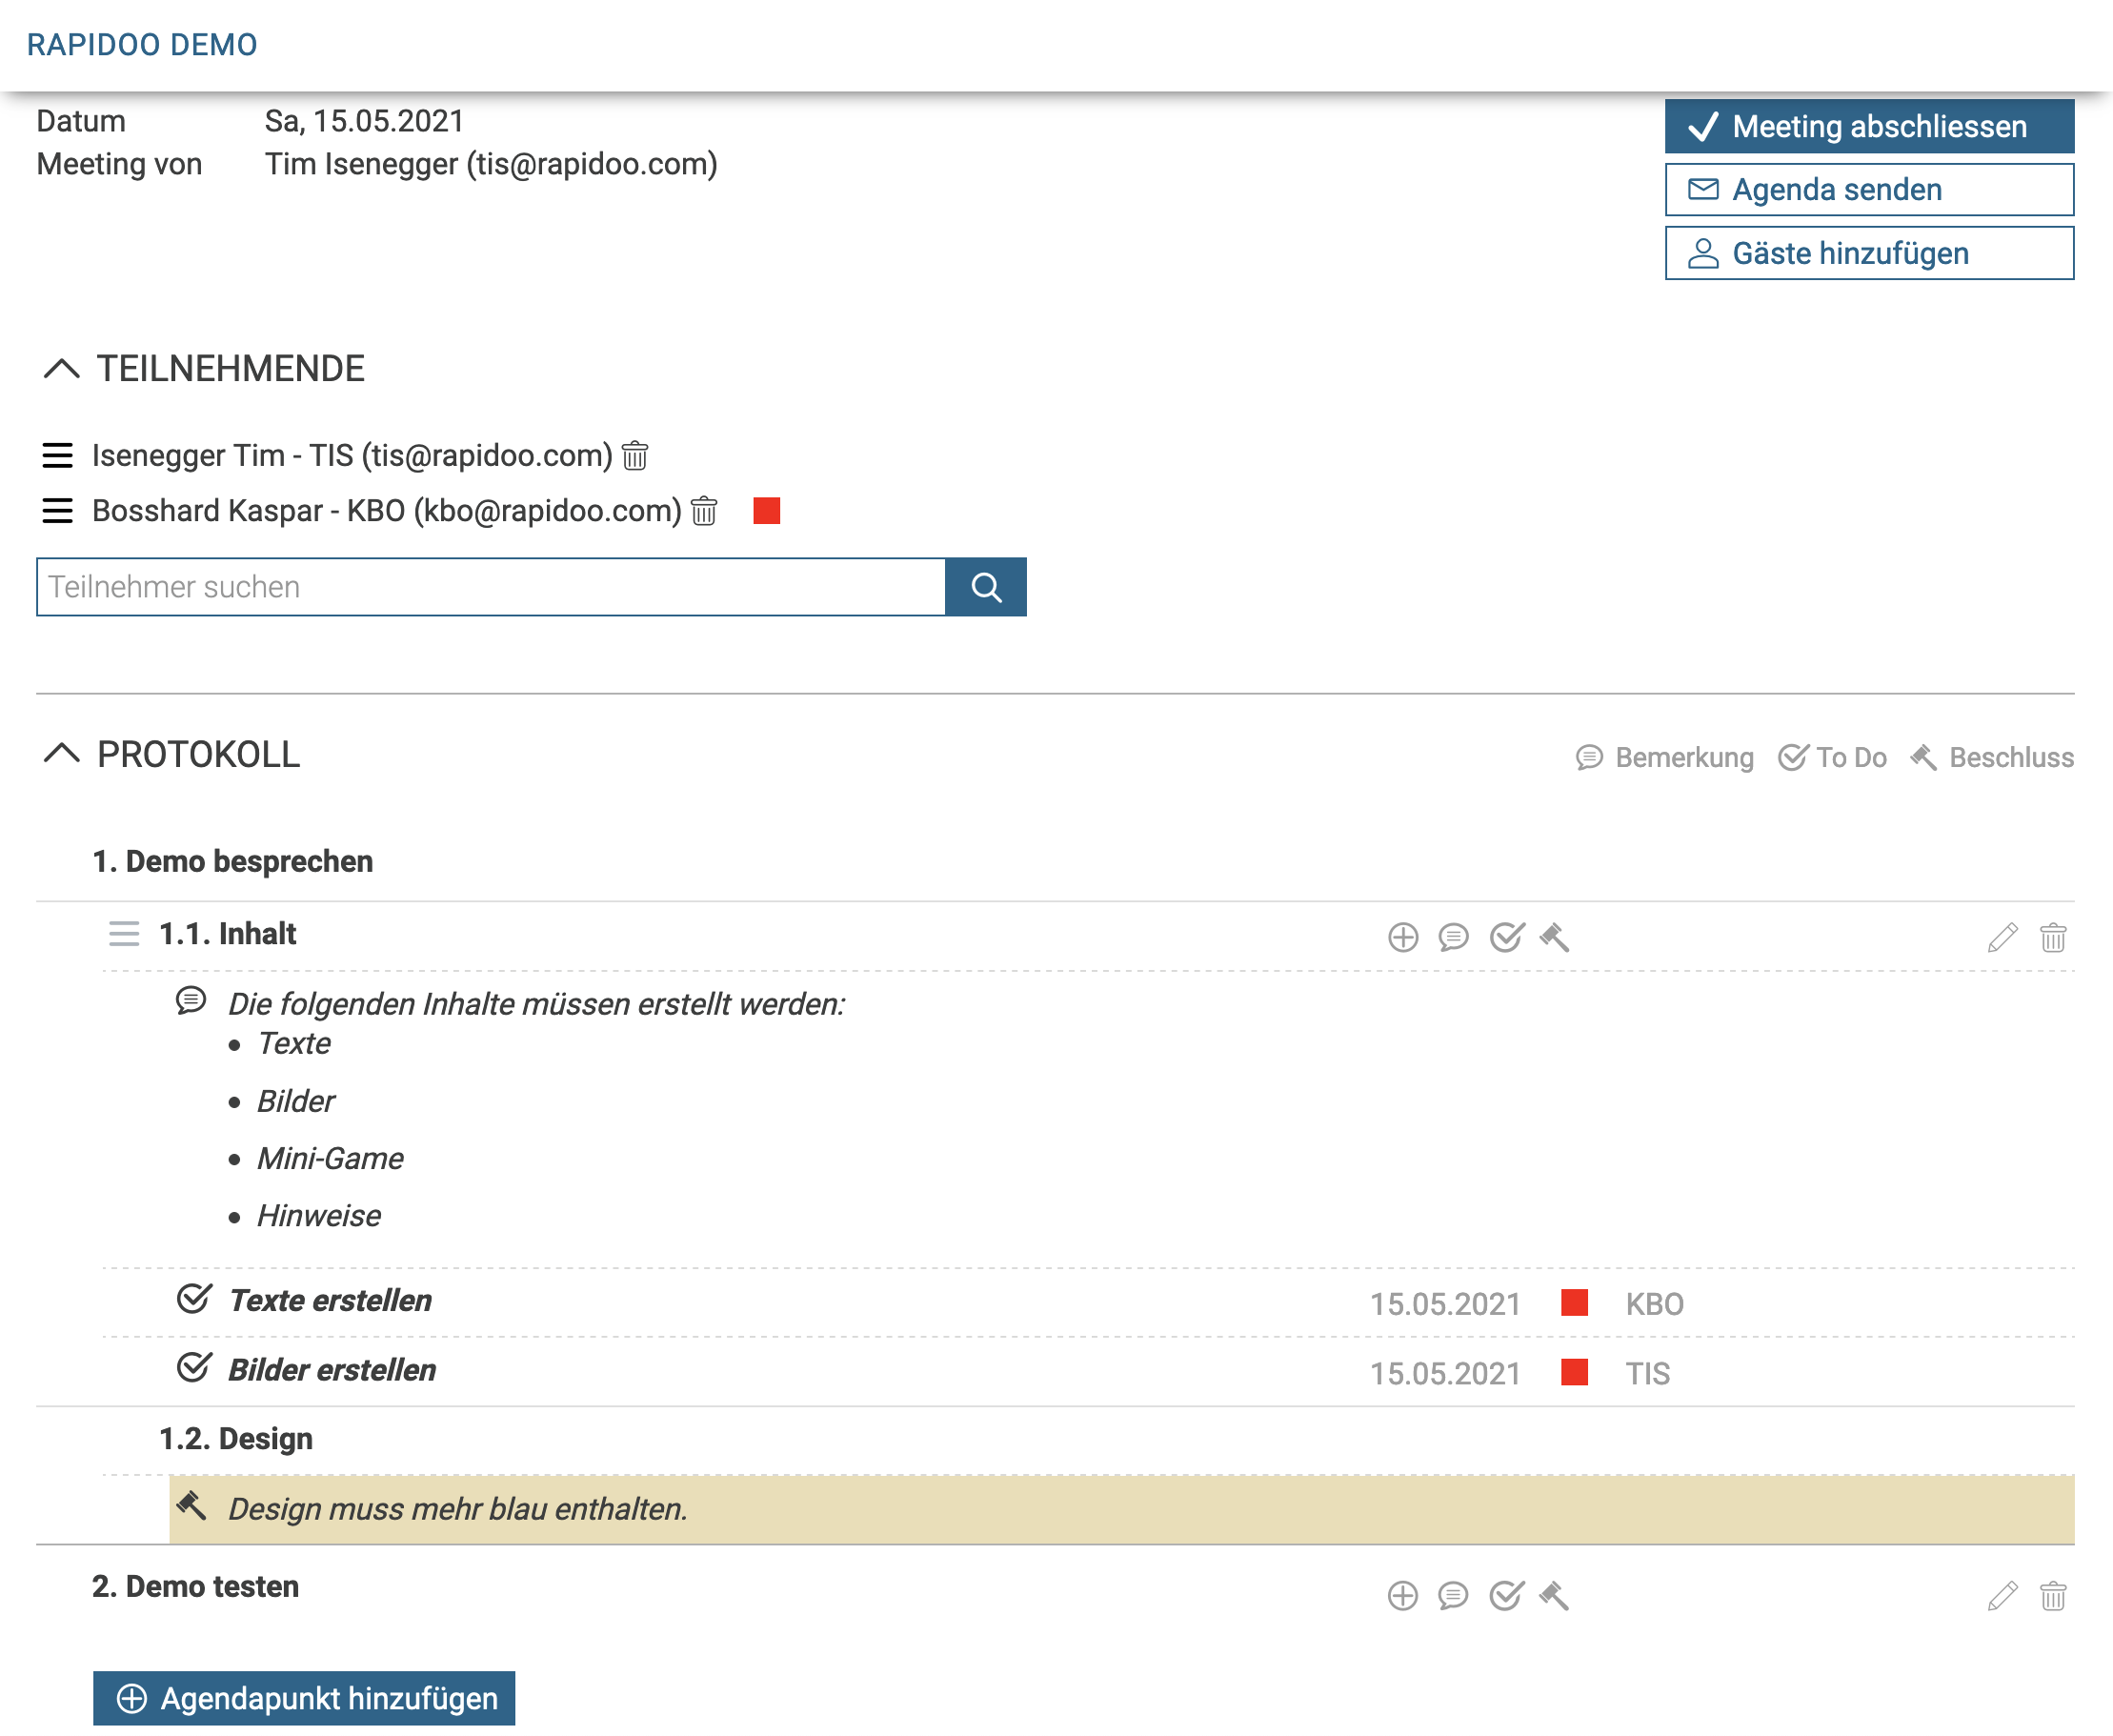 RAPIDOO DEMO
Datum Sa, 15.05.2021
Meeting von Tim Isenegger (tis@rapidoo.com)
Meeting abschliessen
Agenda senden
Gäste hinzufügen
TEILNEHMENDE
Isenegger Tim - TIS (tis@rapidoo.com)
Bosshard Kaspar - KBO (kbo@rapidoo.com)
Teilnehmer suchen
PROTOKOLL
Bemerkung To Do Beschluss
1. Demo besprechen
1.1. Inhalt
Die folgenden Inhalte müssen erstellt werden:
• Texte
• Bilder
• Mini-Game
• Hinweise
Texte erstellen 15.05.2021 KBO
Bilder erstellen 15.05.2021 TIS
1.2. Design
Design muss mehr blau enthalten.
2. Demo testen
Agendapunkt hinzufügen